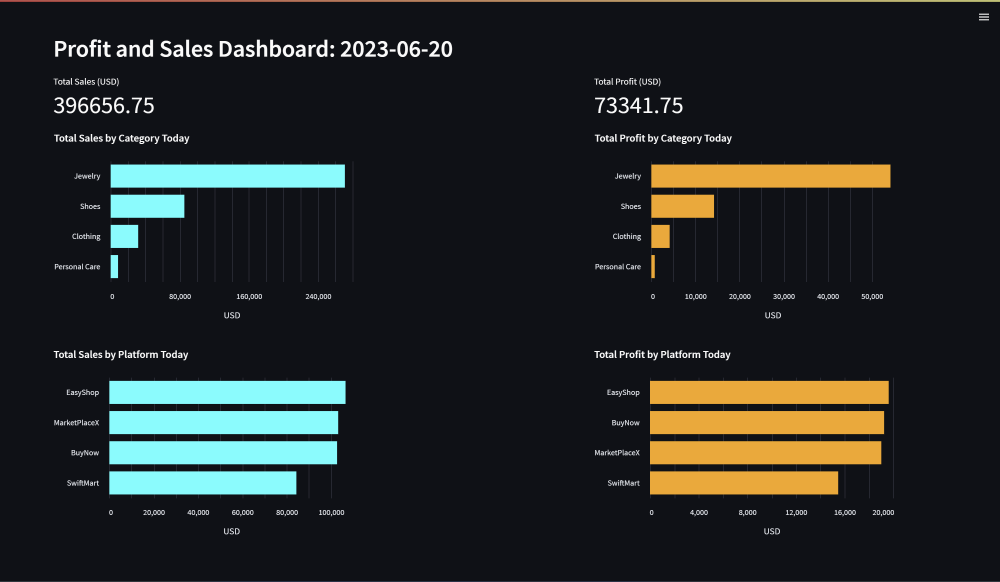 Profit and Sales Dashboard: 2023-06-20
Total Sales (USD)
396656.75
Total Profit (USD)
73341.75
Total Sales by Category Today
Jewelry
Shoes
Clothing
Personal Care
0 80,000 160,000 240,000
USD
Total Profit by Category Today
Jewelry
Shoes
Clothing
Personal Care
0 10,000 20,000 30,000 40,000 50,000
USD
Total Sales by Platform Today
EasyShop
MarketPlaceX
BuyNow
SwiftMart
0 20,000 40,000 60,000 80,000 100,000
USD
Total Profit by Platform Today
EasyShop
BuyNow
MarketPlaceX
SwiftMart
0 4,000 8,000 12,000 16,000 20,000
USD